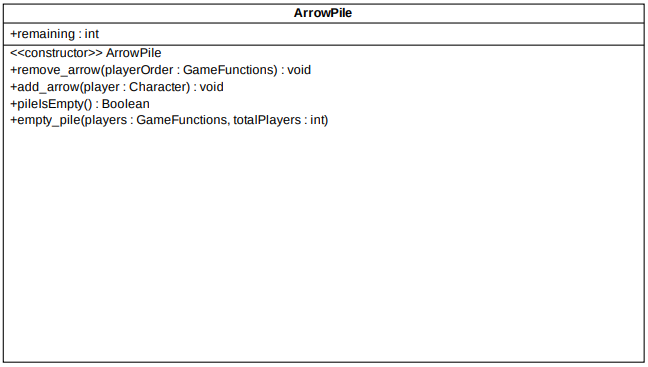 ArrowPile
+remaining : int
<<constructor>> ArrowPile
+remove_arrow(playerOrder : GameFunctions) : void
+add_arrow(player : Character) : void
+pileIsEmpty() : Boolean
+empty_pile(players : GameFunctions, totalPlayers : int)